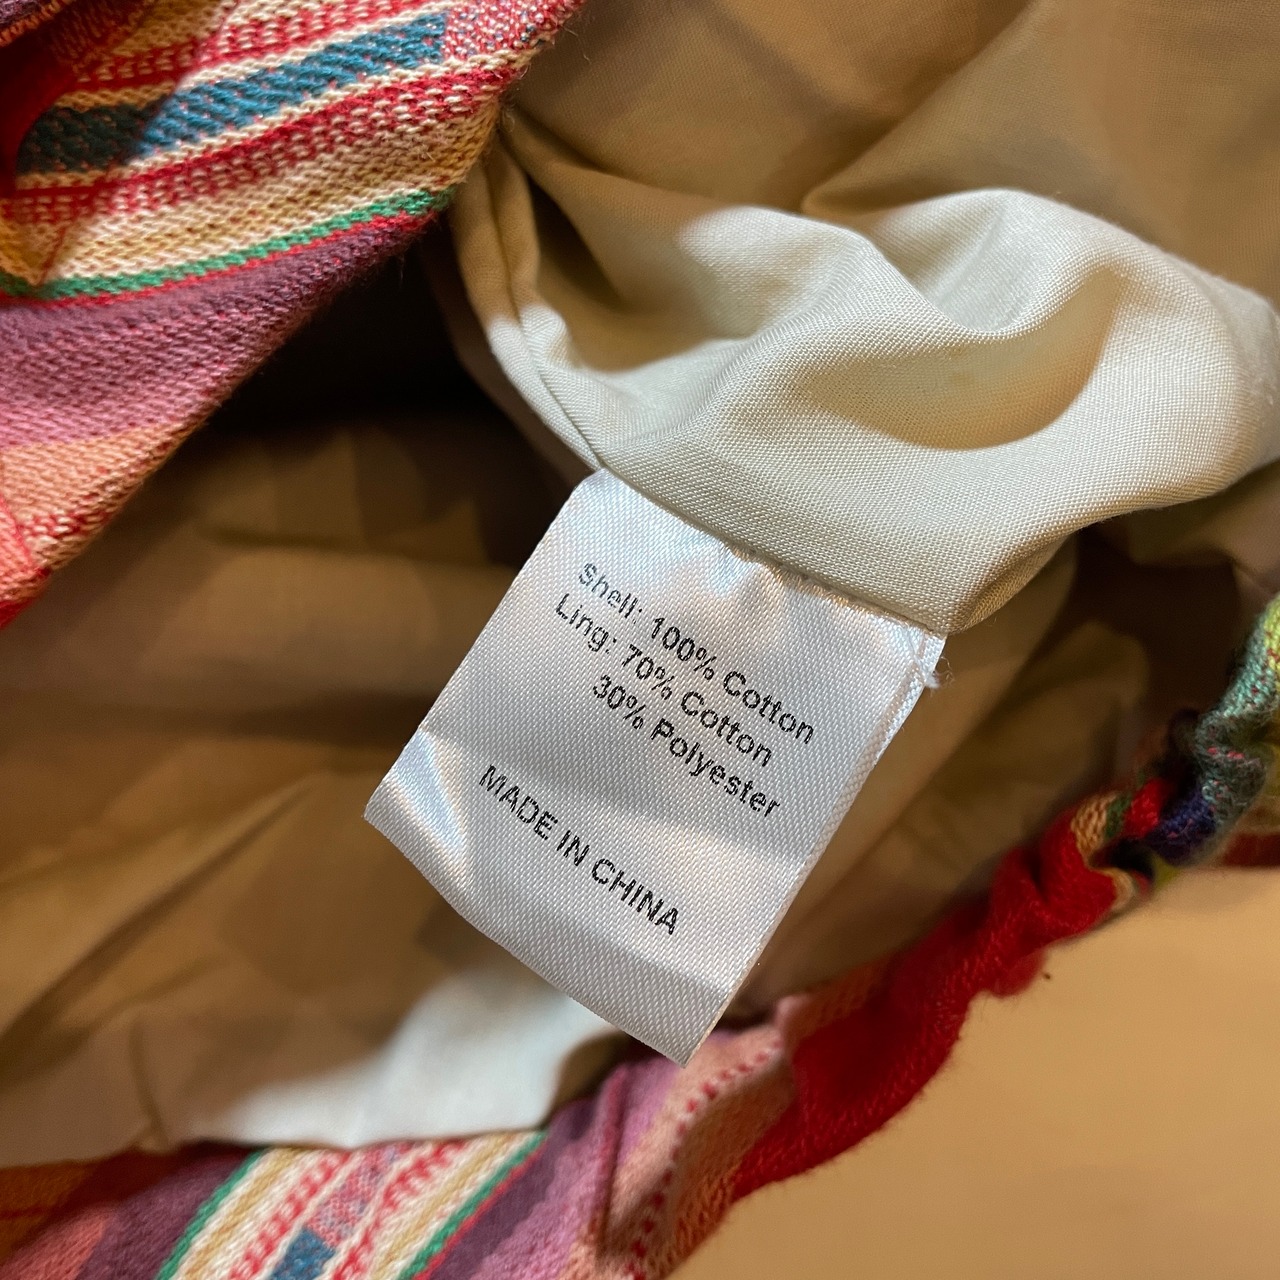 Shell: 100% Cotton
Ling: 70% Cotton
30% Polyester
MADE IN CHINA